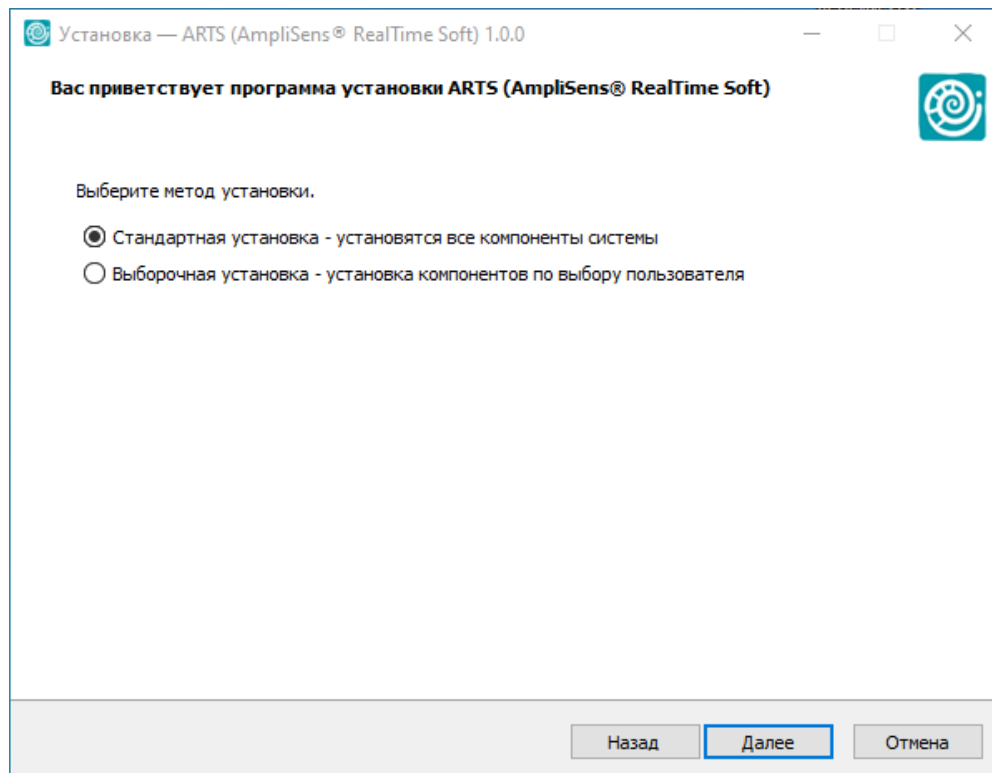 Установка — ARTS (AmpliSens® RealTime Soft) 1.0.0
Вас приветствует программа установки ARTS (AmpliSens® RealTime Soft)
Выберите метод установки.
Стандартная установка - установятся все компоненты системы
Выборочная установка - установка компонентов по выбору пользователя
Назад Далее Отмена